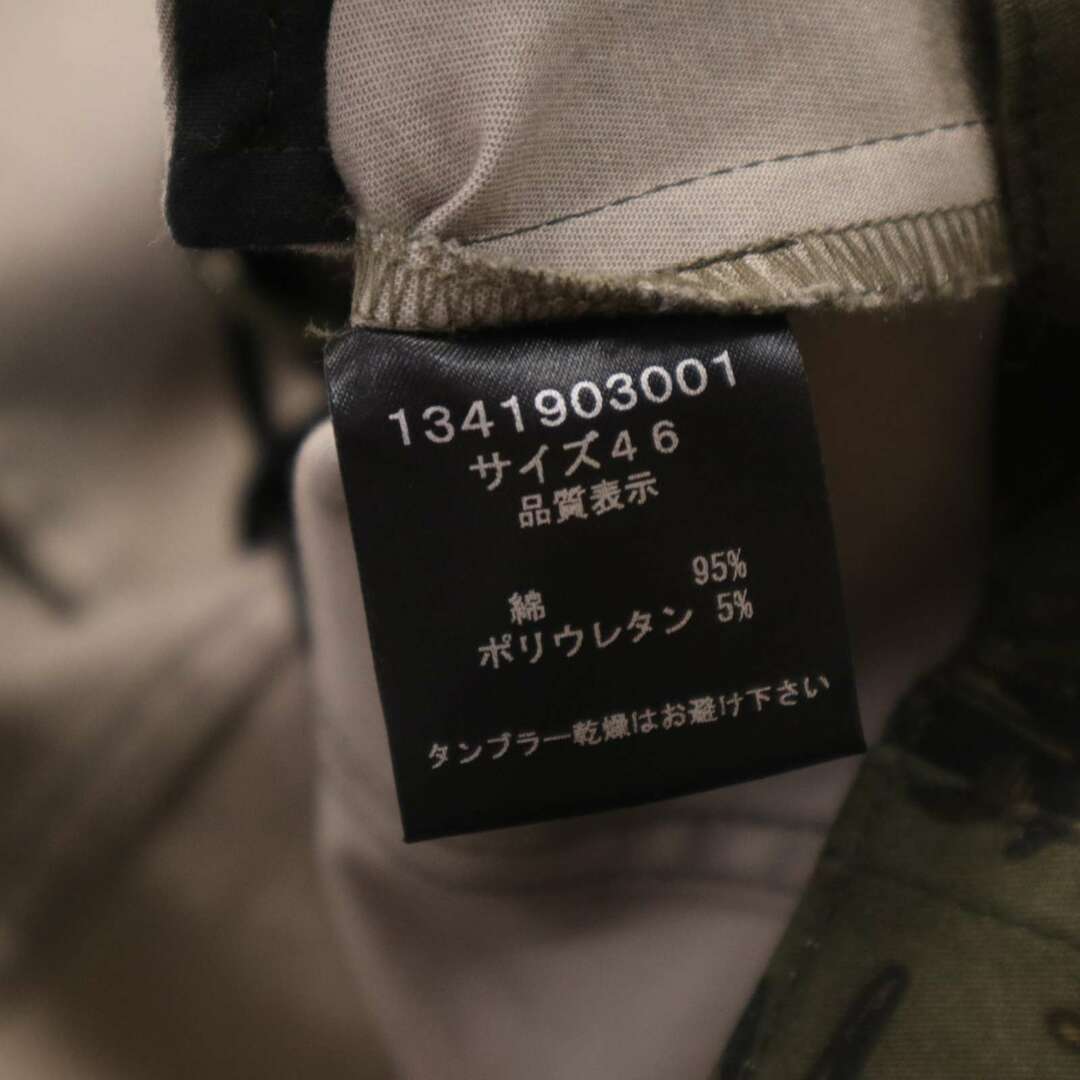 1341903001
サイズ46
品質表示
綿 95%
ポリウレタン 5%
タンブラー乾燥はお避け下さい